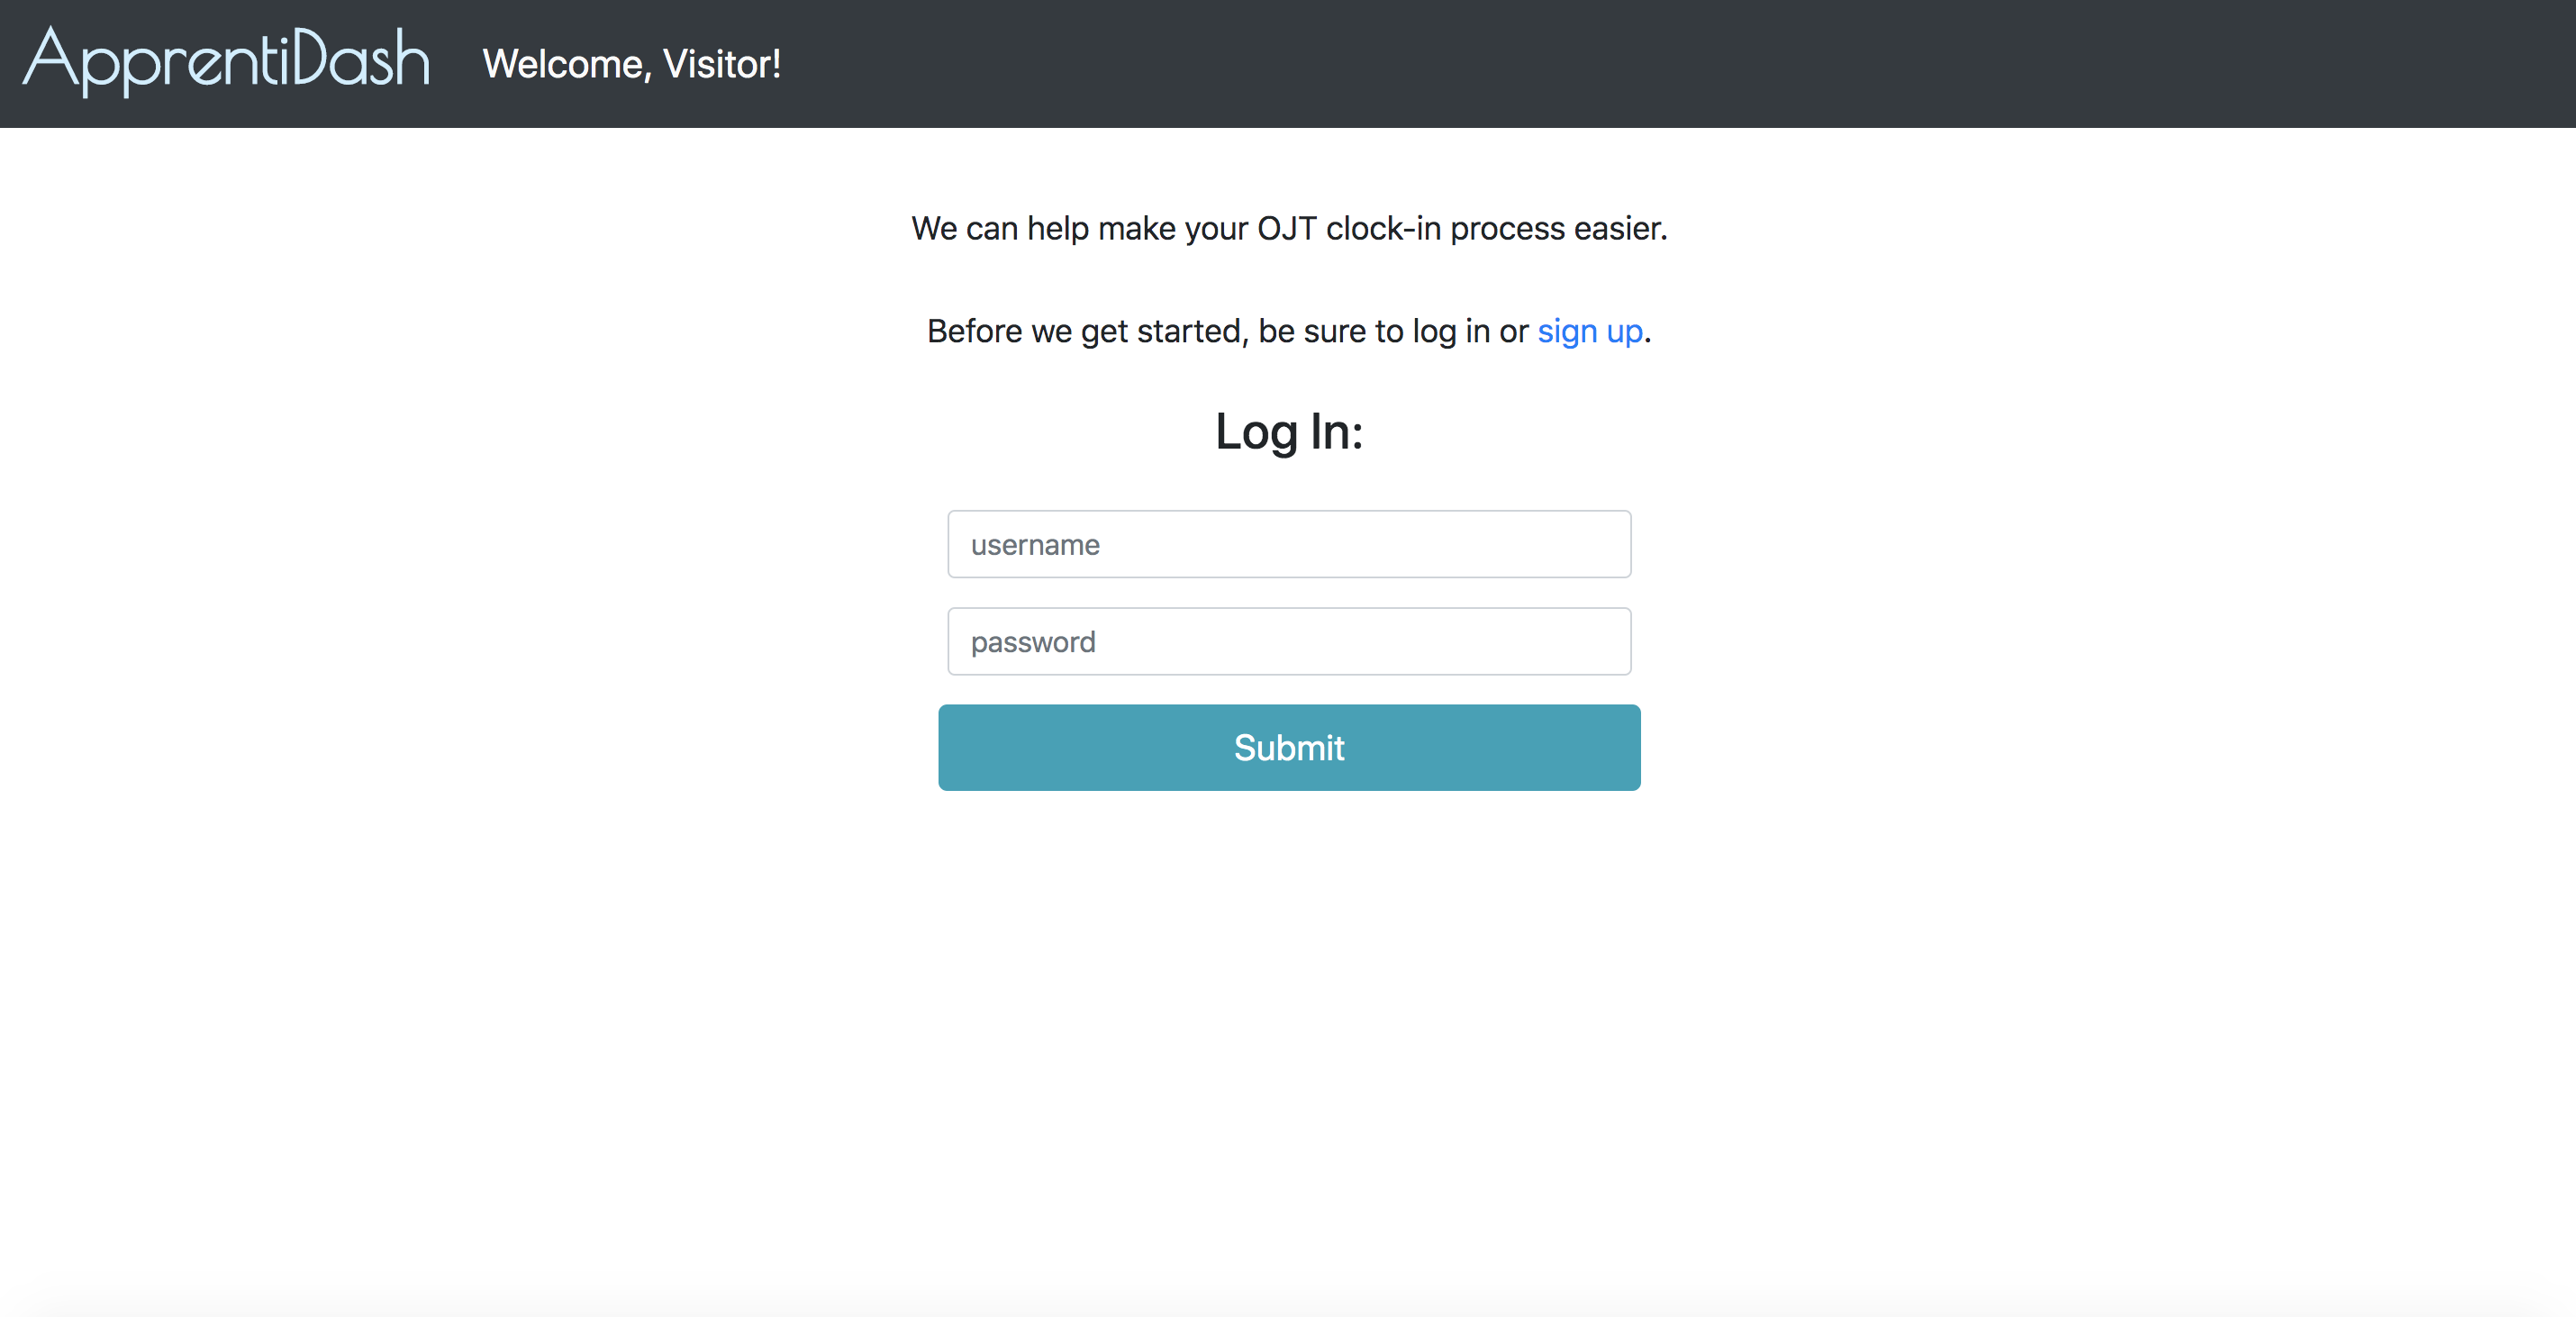 ApprentiDash Welcome, Visitor!
We can help make your OJT clock-in process easier.
Before we get started, be sure to log in or sign up.
Log In:
username
password
Submit